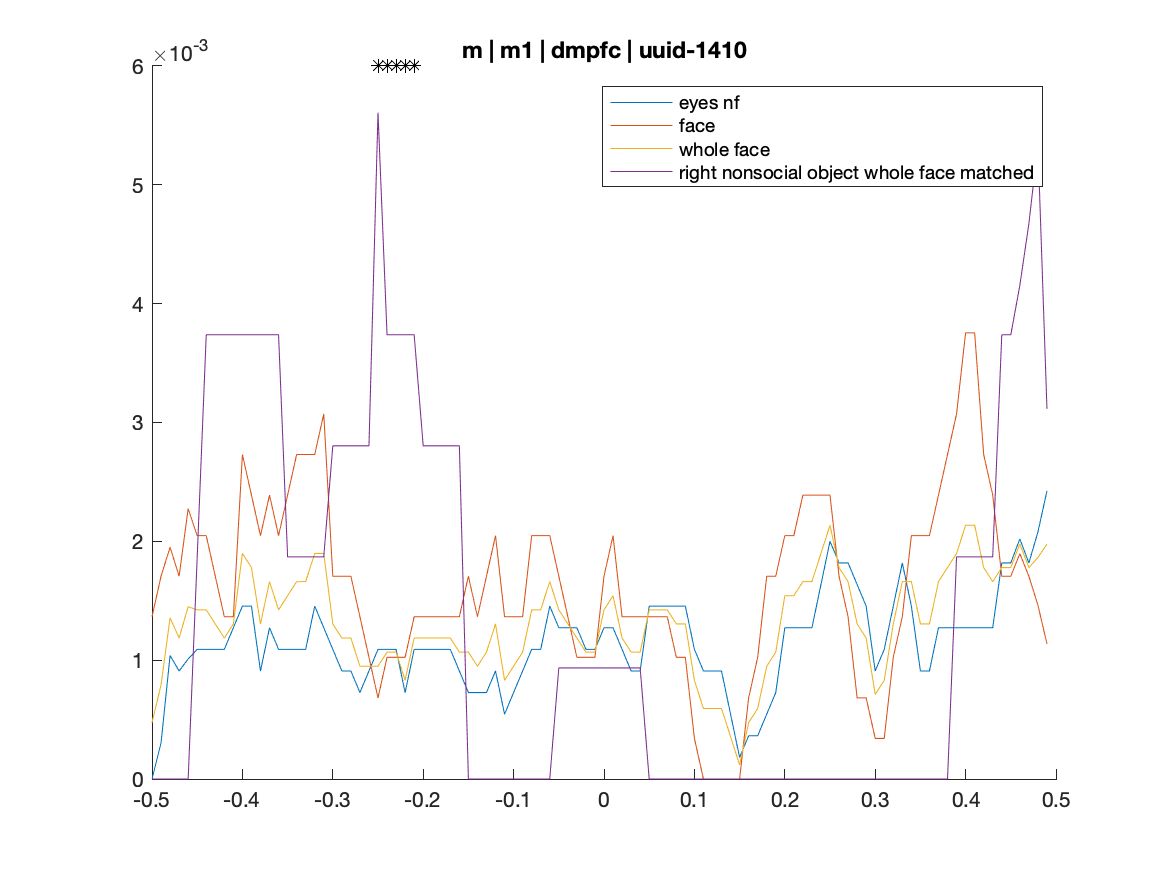 ×10-3
m | m1 | dmpfc | uuid-1410
6
eyes nf
face
whole face
right nonsocial object whole face matched
5
4
3
2
1
0
-0.5 -0.4 -0.3 -0.2 -0.1 0 0.1 0.2 0.3 0.4 0.5